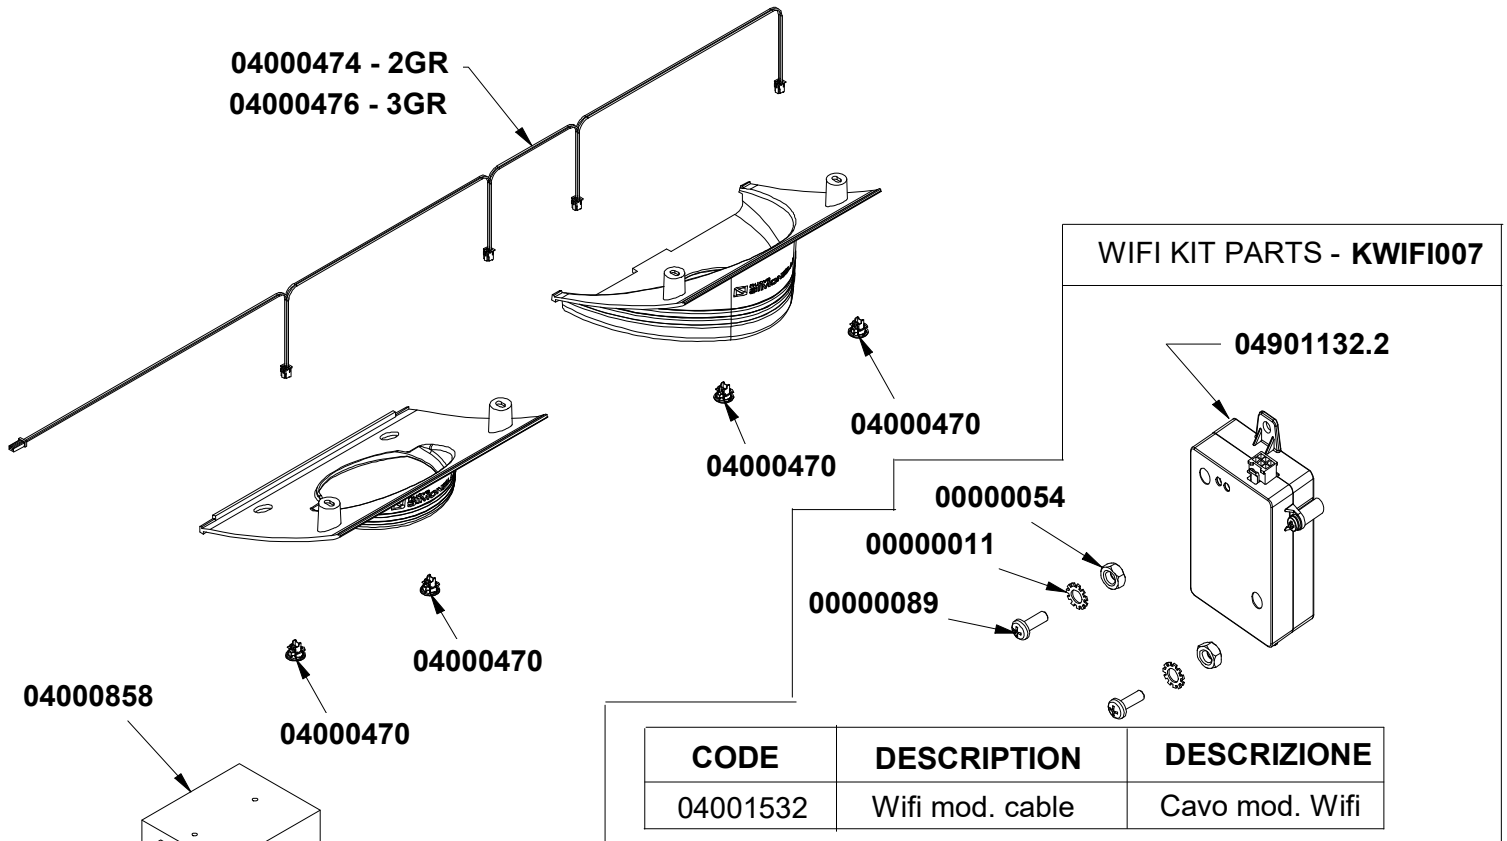 04000474 - 2GR
04000476 - 3GR
WIFI KIT PARTS - KWIFI007
04901132.2
04000470
04000470
00000054
00000011
00000089
04000470
04000470
04000858
CODE DESCRIPTION DESCRIZIONE
04001532 Wifi mod. cable Cavo mod. Wifi